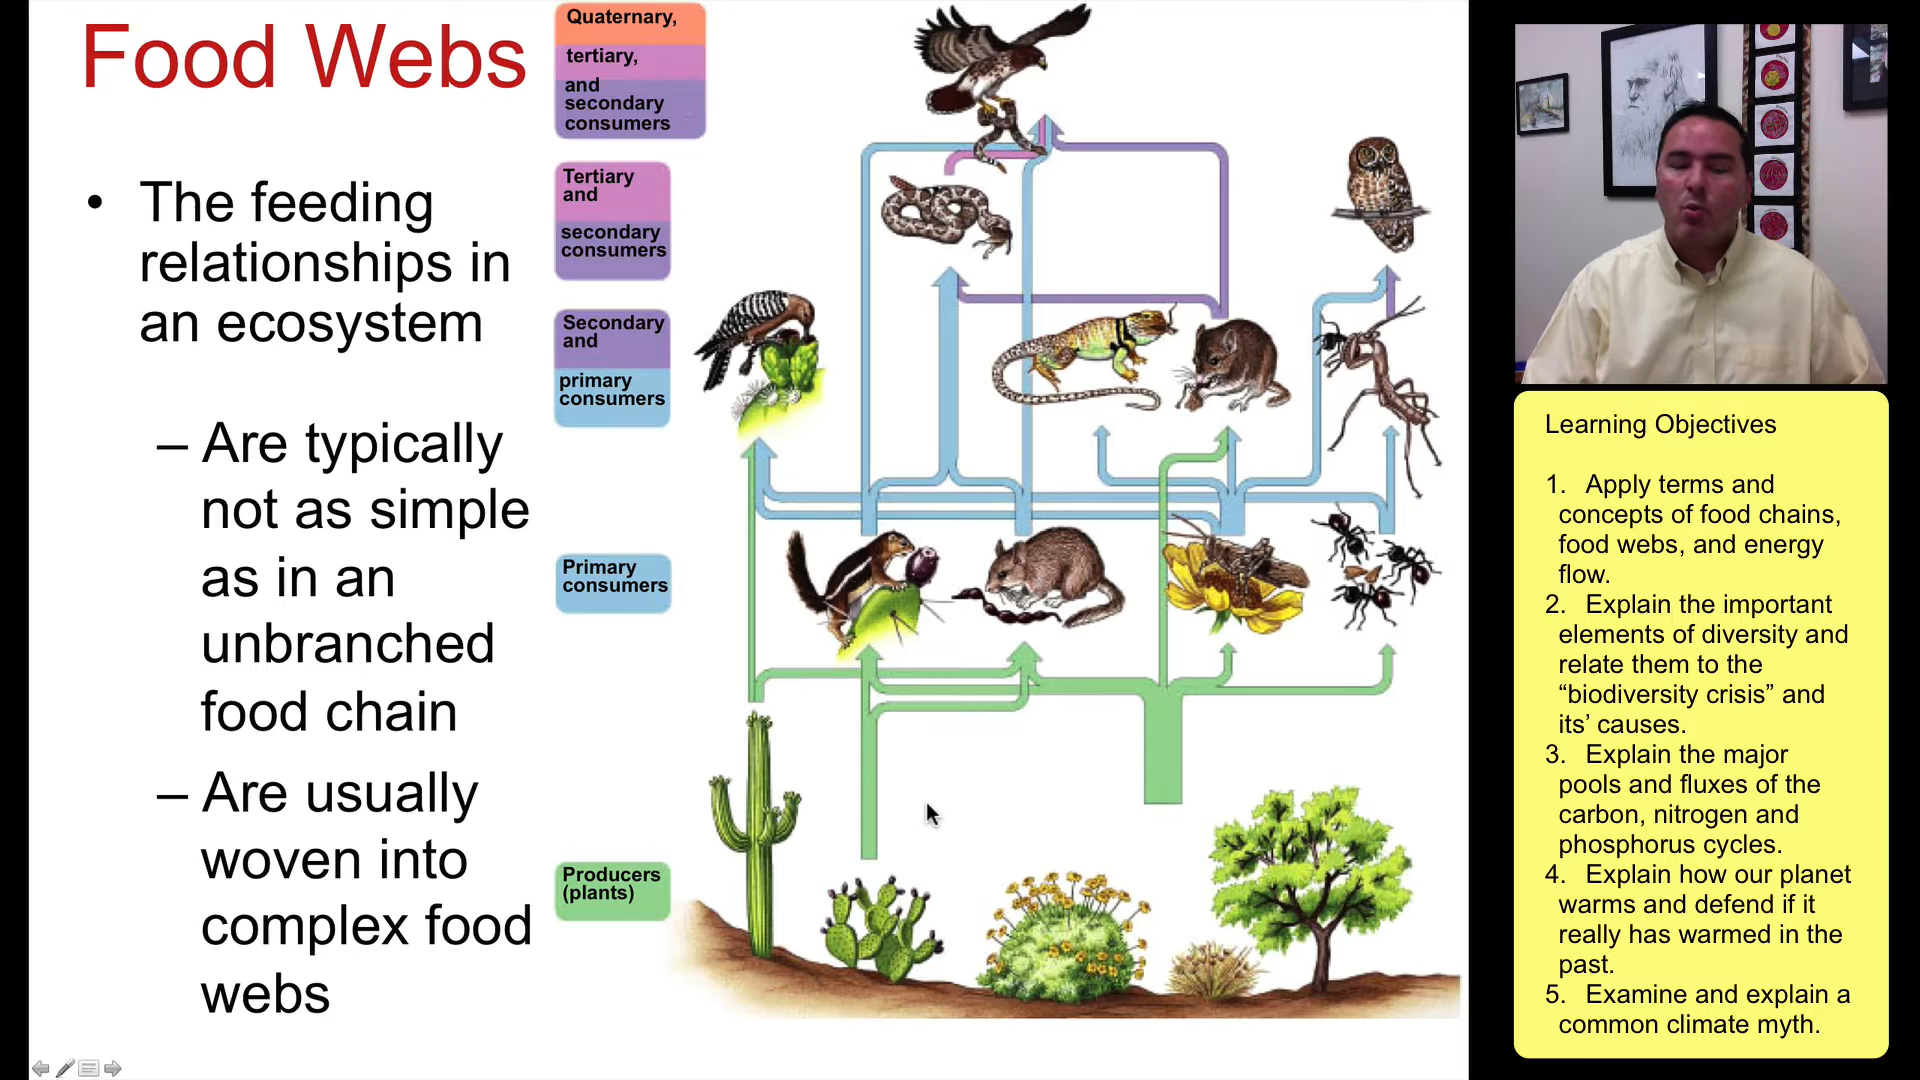 Food Webs
• The feeding
relationships in
an ecosystem
– Are typically
not as simple
as in an
unbranched
food chain
– Are usually
woven into
complex food
webs
Quaternary,
tertiary,
and
secondary
consumers
Tertiary
and
secondary
consumers
Secondary
and
primary
consumers
Primary
consumers
Producers
(plants)
Learning Objectives
1. Apply terms and
concepts of food chains,
food webs, and energy
flow.
2. Explain the important
elements of diversity and
relate them to the
“biodiversity crisis” and
its’ causes.
3. Explain the major
pools and fluxes of the
carbon, nitrogen and
phosphorus cycles.
4. Explain how our planet
warms and defend if it
really has warmed in the
past.
5. Examine and explain a
common climate myth.